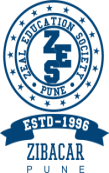 ZEAL EDUCATION SOCIETY
ZES
PUNE
ESTD-1996
ZIBACAR
PUNE